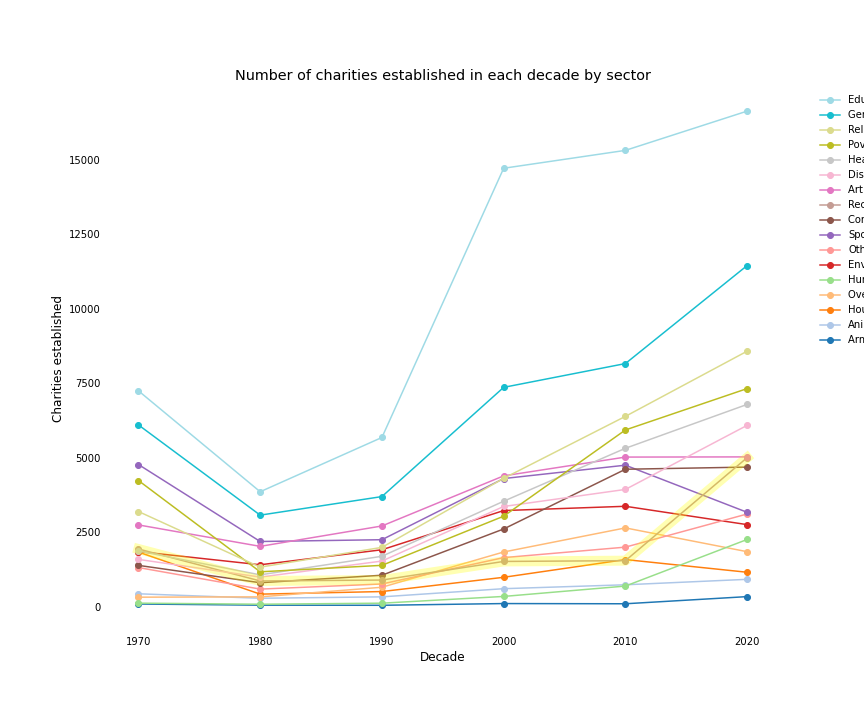 Number of charities established in each decade by sector
Charities established
15000
12500
10000
7500
5000
2500
0
1970 1980 1990 2000 2010 2020
Decade
Edu
Ger
Rel
Pov
Hea
Dis
Art
Rec
Cor
Spo
Oth
Env
Hur
Ove
Hou
Ani
Arm